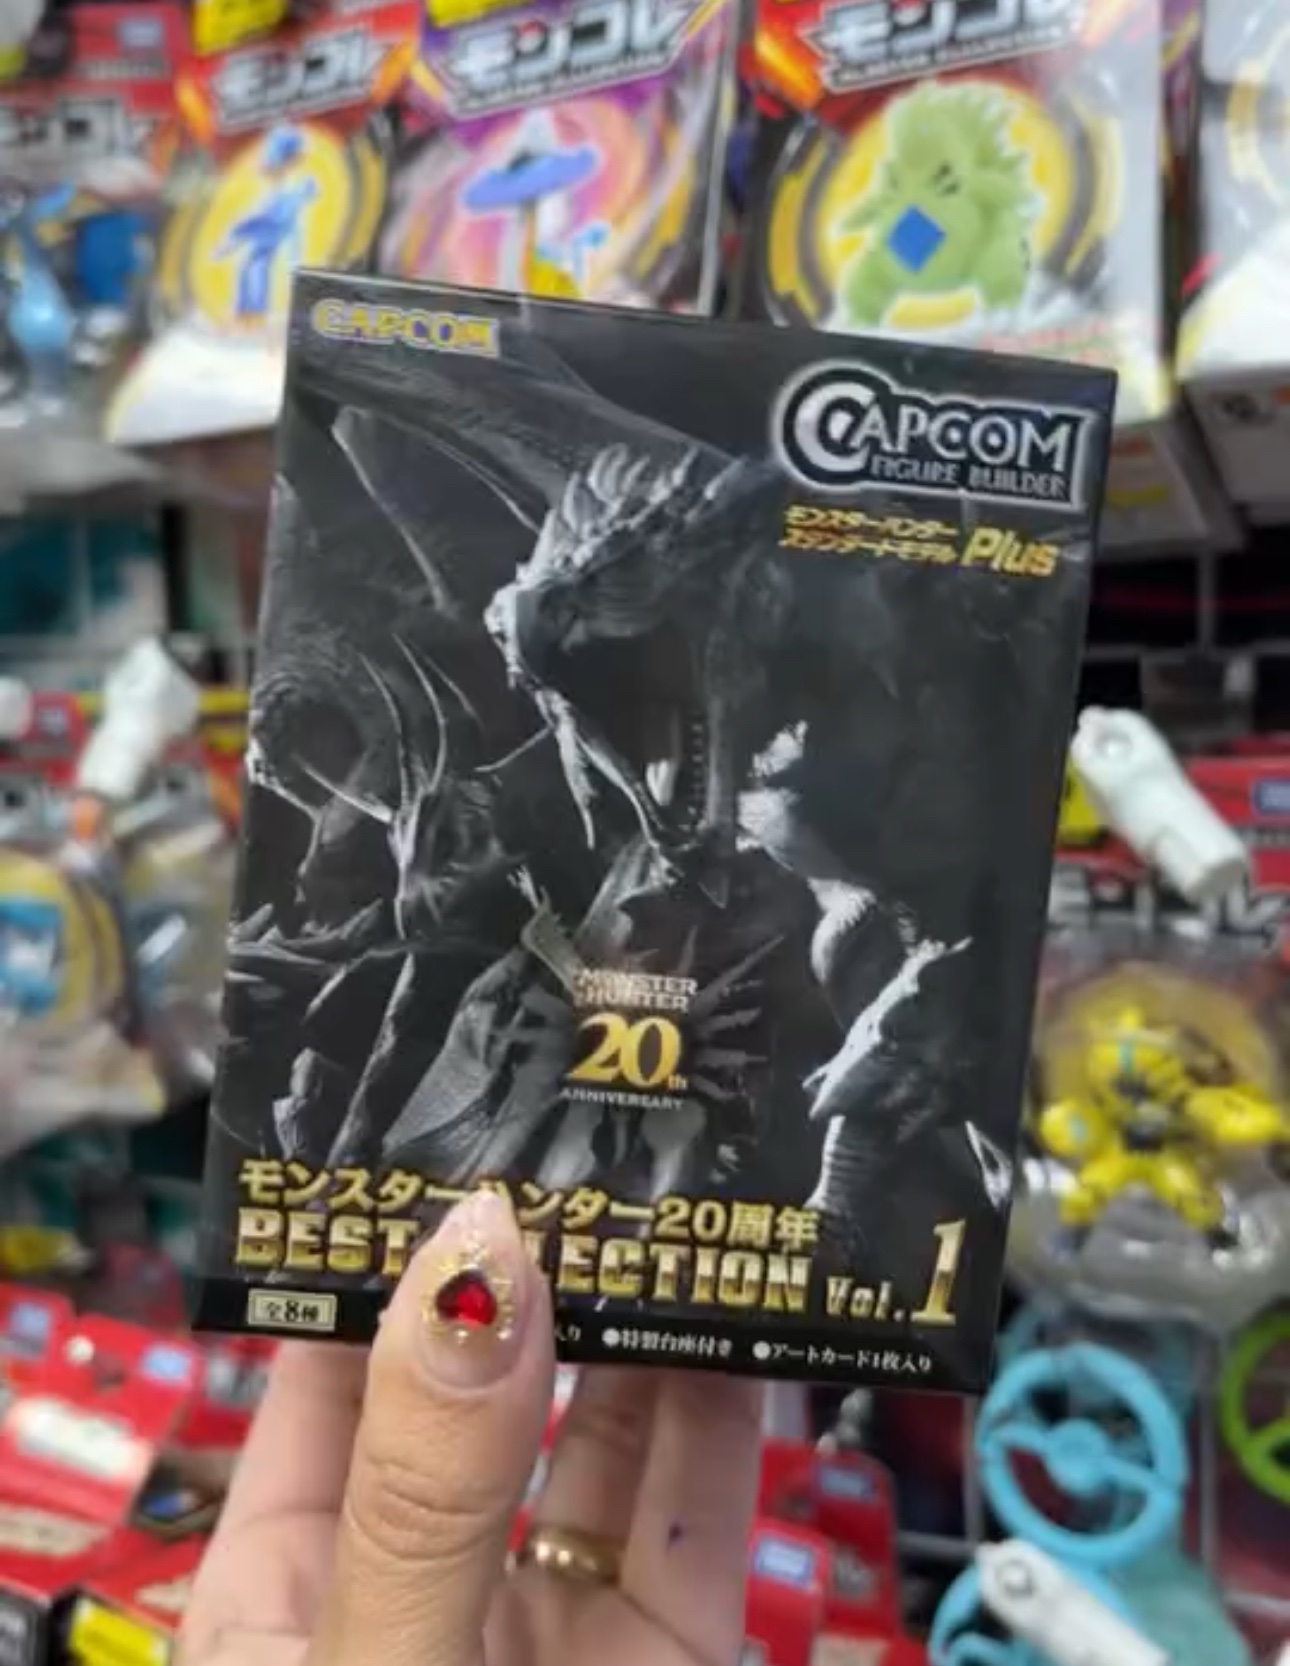 モンコレ
モンコレ
モンコレ
CAPCOM
CAPCOM
FIGURE BUILDER
モンスターハンター
スタンダードモデル Plus
MONSTER
HUNTER
20th
ANNIVERSARY
モンスターハンター20周年
BEST LECTION Vol.1
全8種
入り ●特製台座付き ●アートカード1枚入り